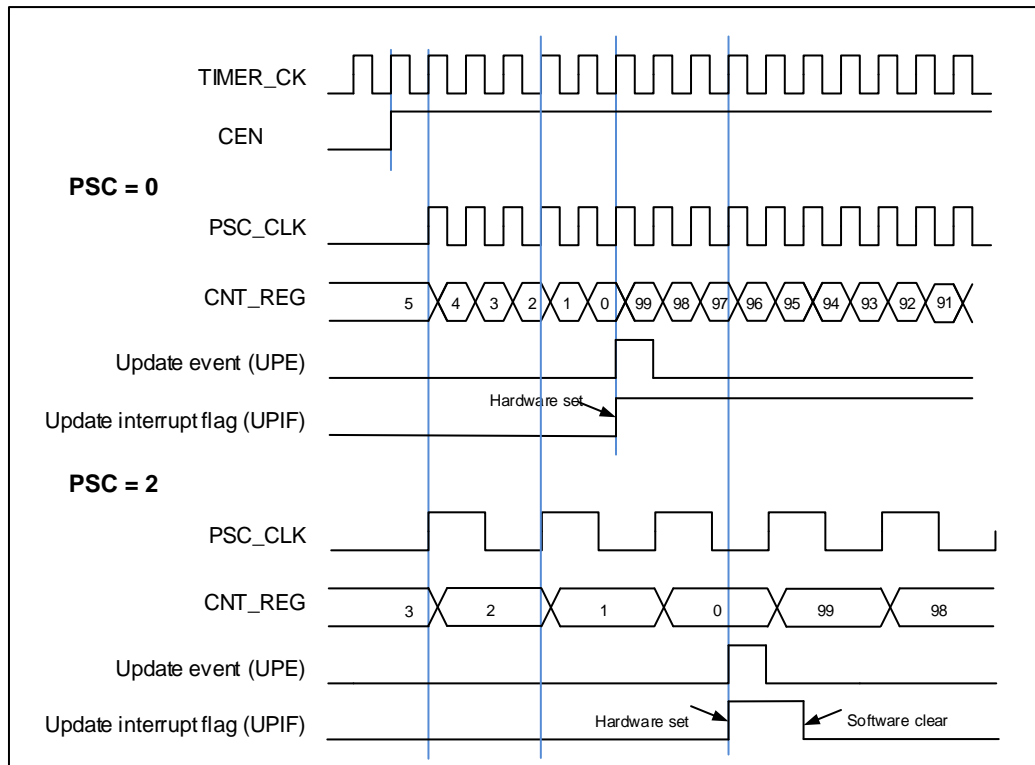 TIMER_CK
CEN
PSC = 0
PSC_CLK
CNT_REG 5 4 3 2 1 0 99 98 97 96 95 94 93 92 91
Update event (UPE)
Hardware set
Update interrupt flag (UPIF)
PSC = 2
PSC_CLK
CNT_REG 3 2 1 0 99 98
Update event (UPE)
Update interrupt flag (UPIF) Hardware set Software clear